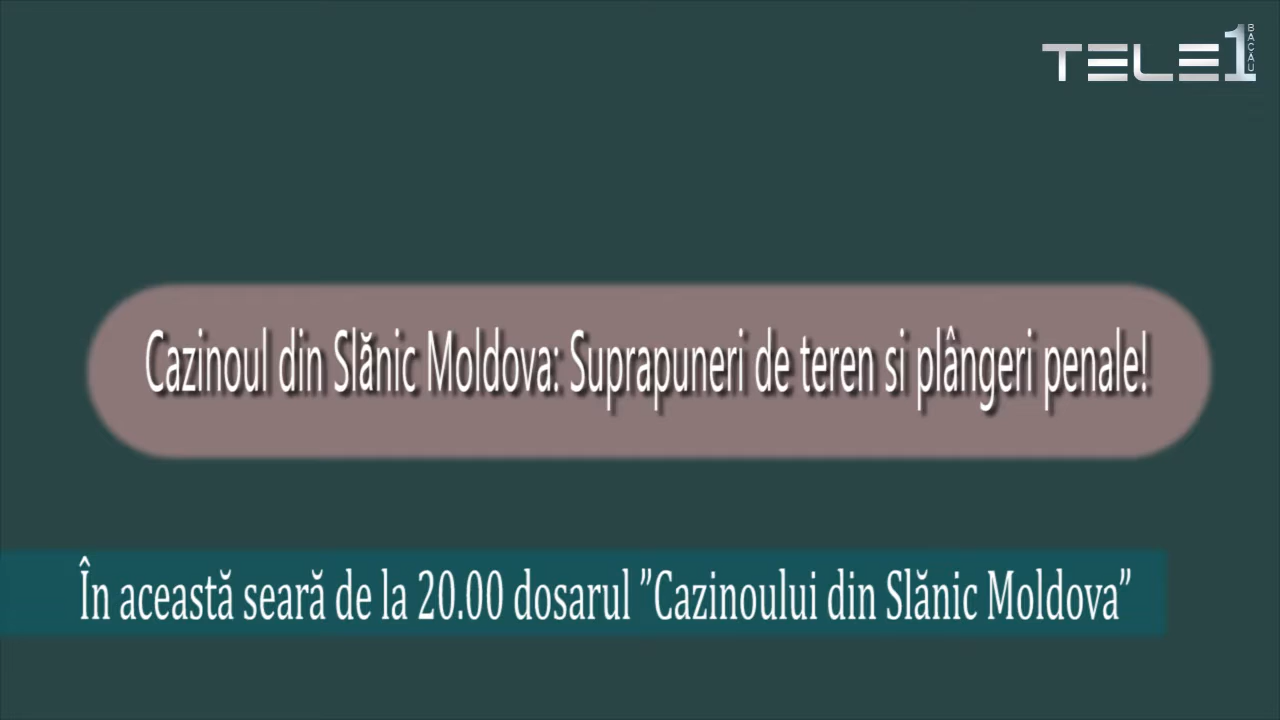 TELE1
BACĂU
Cazinoul din Slănic Moldova: Suprapuneri de teren si plângeri penale!
În această seară de la 20.00 dosarul ”Cazinoului din Slănic Moldova”